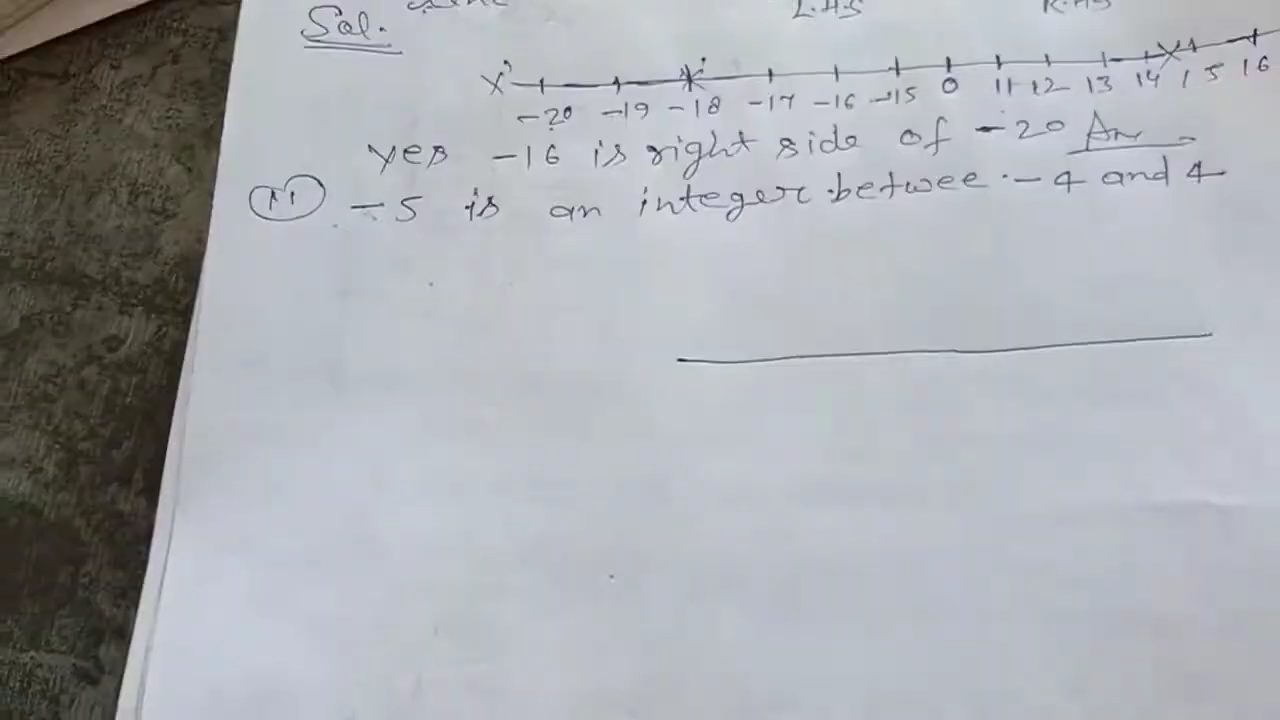 Sol.
L.H.S R.H.S
X' -20 -19 -18 -17 -16 -15 0 11 12 13 14 15 16
yes -16 is right side of -20 Ans
-5 is an integer betwee -4 and 4